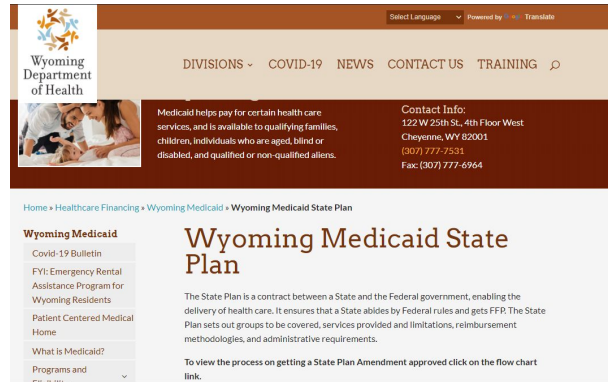 Select Language
Powered by
Translate
Wyoming
Department
of Health
DIVISIONS
COVID-19
NEWS
CONTACT US
TRAINING
Medicaid helps pay for certain health care
services, and is available to qualifying families,
children, individuals who are aged, blind or
disabled, and qualified or non-qualified aliens.
Contact Info:
122 W 25th St., 4th Floor West
Cheyenne, WY 82001
(307) 777-7531
Fax: (307) 777-6964
Home » Healthcare Financing » Wyoming Medicaid » Wyoming Medicaid State Plan
Wyoming Medicaid
Covid-19 Bulletin
FYI: Emergency Rental
Assistance Program for
Wyoming Residents
Patient Centered Medical
Home
What is Medicaid?
Programs and
Wyoming Medicaid State
Plan
The State Plan is a contract between a State and the Federal government, enabling the
delivery of health care. It ensures that a State abides by Federal rules and gets FFP. The State
Plan sets out groups to be covered, services provided and limitations, reimbursement
methodologies, and administrative requirements.
To view the process on getting a State Plan Amendment approved click on the flow chart
link.